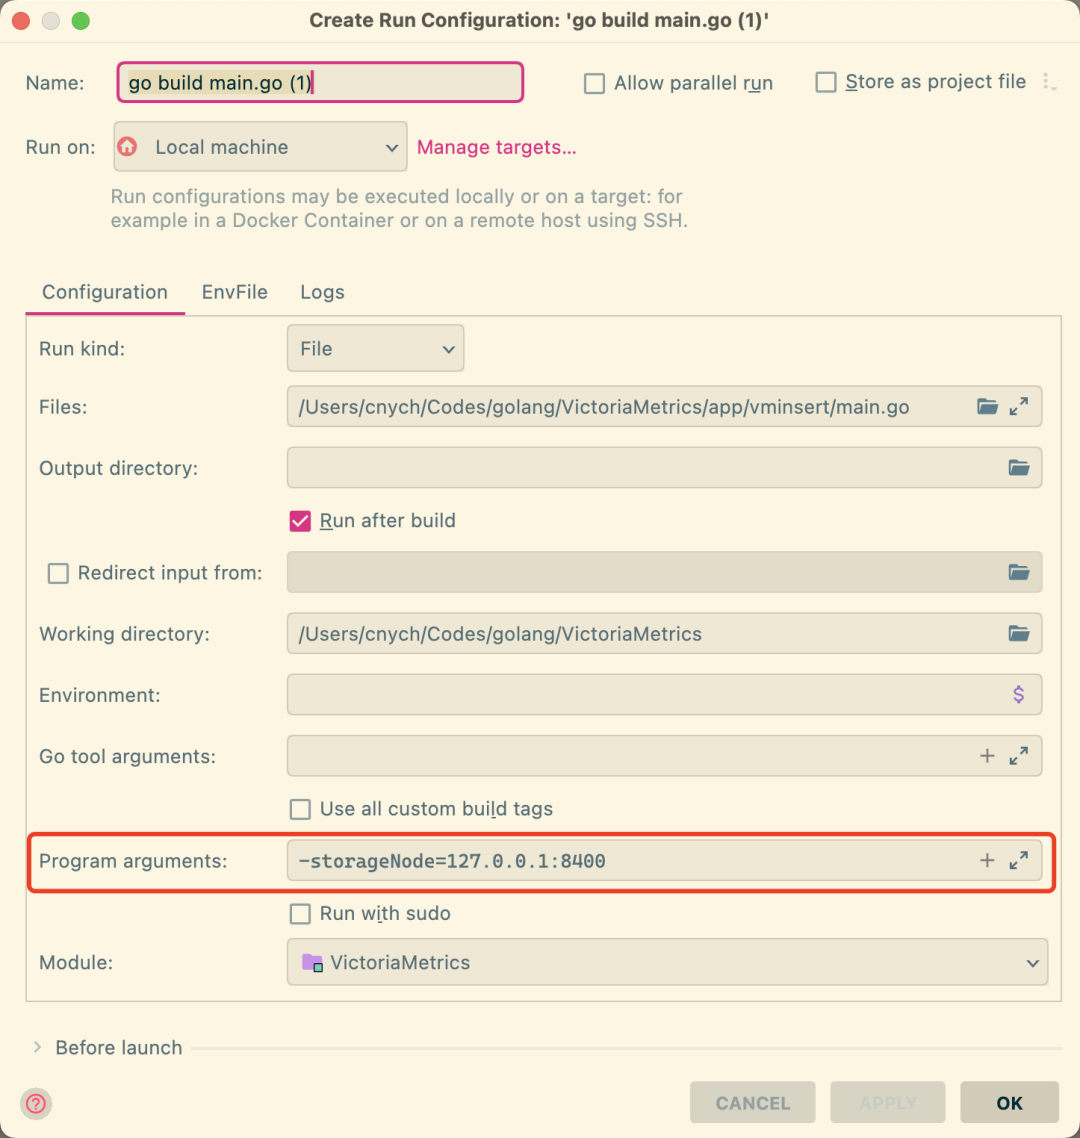 Create Run Configuration: 'go build main.go (1)'
Name: go build main.go (1) Allow parallel run Store as project file
Run on: Local machine Manage targets...
Run configurations may be executed locally or on a target: for
example in a Docker Container or on a remote host using SSH.
Configuration EnvFile Logs
Run kind: File
Files: /Users/cnych/Codes/golang/VictoriaMetrics/app/vminsert/main.go
Output directory:
Run after build
Redirect input from:
Working directory: /Users/cnych/Codes/golang/VictoriaMetrics
Environment: $
Go tool arguments: +
Use all custom build tags
Program arguments: -storageNode=127.0.0.1:8400 +
Run with sudo
Module: VictoriaMetrics
Before launch
? CANCEL APPLY OK